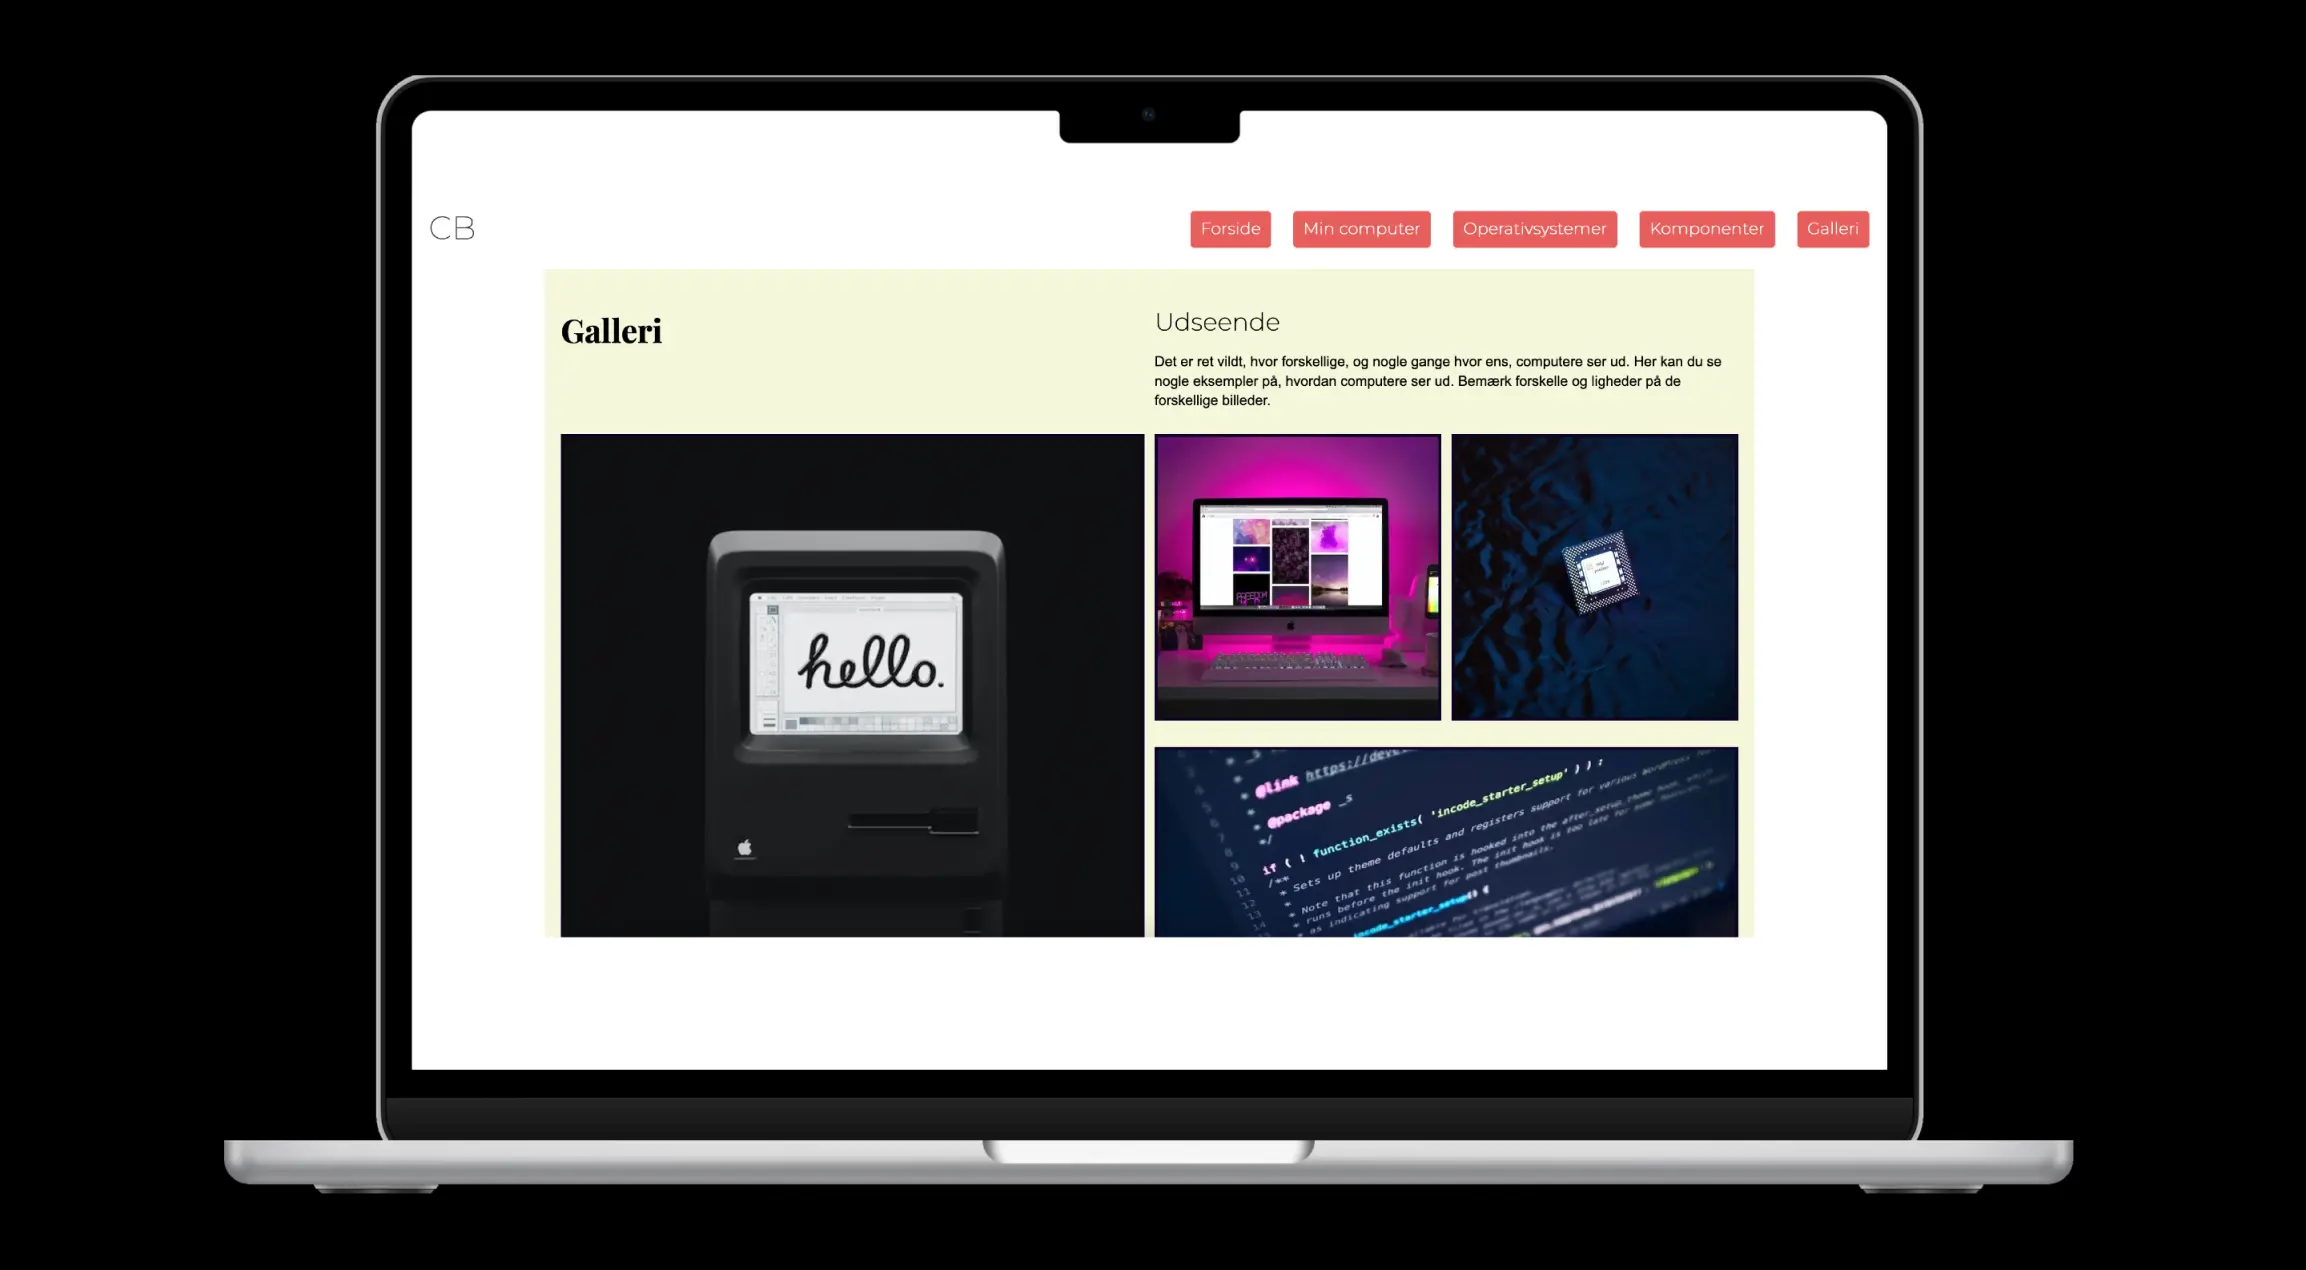 CB
Forside
Min computer
Operativsystemer
Komponenter
Galleri
Galleri
Udseende
Det er ret vildt, hvor forskellige, og nogle gange hvor ens, computere ser ud. Her kan du se
nogle eksempler på, hvordan computere ser ud. Bemærk forskelle og ligheder på de
forskellige billeder.
hello.
* @link https://deve
* @package _s
*/
if ( ! function_exists( 'incode_starter_setup' ) ) :
/**
* Sets up theme defaults and registers support for various WordPress
* Note that this function is hooked into the after_setup_theme hook, which
* runs before the init hook. The init hook is too late for some features,
* as indicating support for post thumbnails.
incode_starter_setup() {